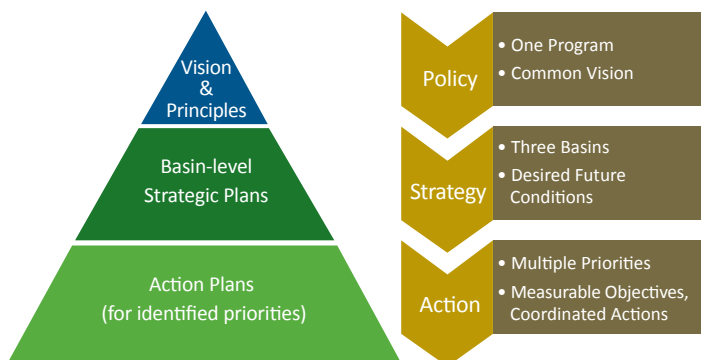 Vision
&
Principles
Basin-level
Strategic Plans
Action Plans
(for identified priorities)
Policy
• One Program
• Common Vision
Strategy
• Three Basins
• Desired Future
Conditions
Action
• Multiple Priorities
• Measurable Objectives,
Coordinated Actions